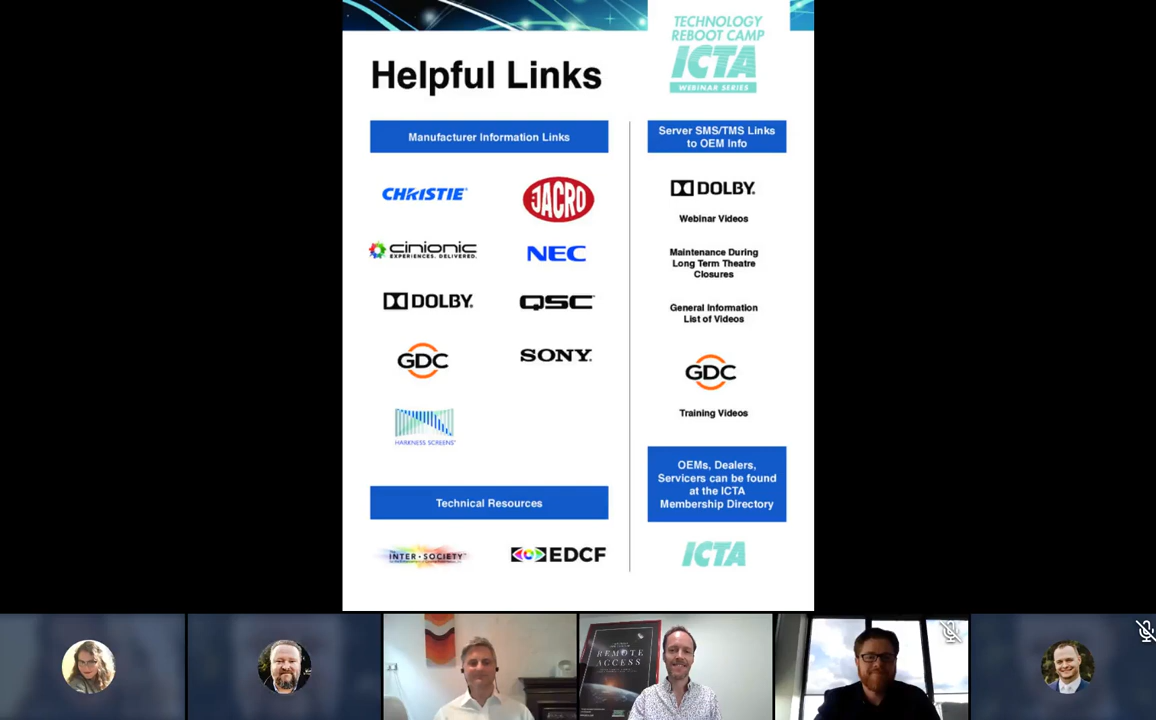 TECHNOLOGY
REBOOT CAMP
ICTA
WEBINAR SERIES
Helpful Links
Manufacturer Information Links
CHRISTIE
JACRO
CINIONIC
EXPERIENCES. DELIVERED.
NEC
DOLBY
QSC
GDC
SONY
HARKNESS SCREENS
Technical Resources
INTER•SOCIETY
EDCF
Server SMS/TMS Links
to OEM Info
DOLBY
Webinar Videos
Maintenance During
Long Term Theatre
Closures
General Information
List of Videos
GDC
Training Videos
OEMs, Dealers,
Servicers can be found
at the ICTA
Membership Directory
ICTA
REMOTE
ACCESS
ICTA